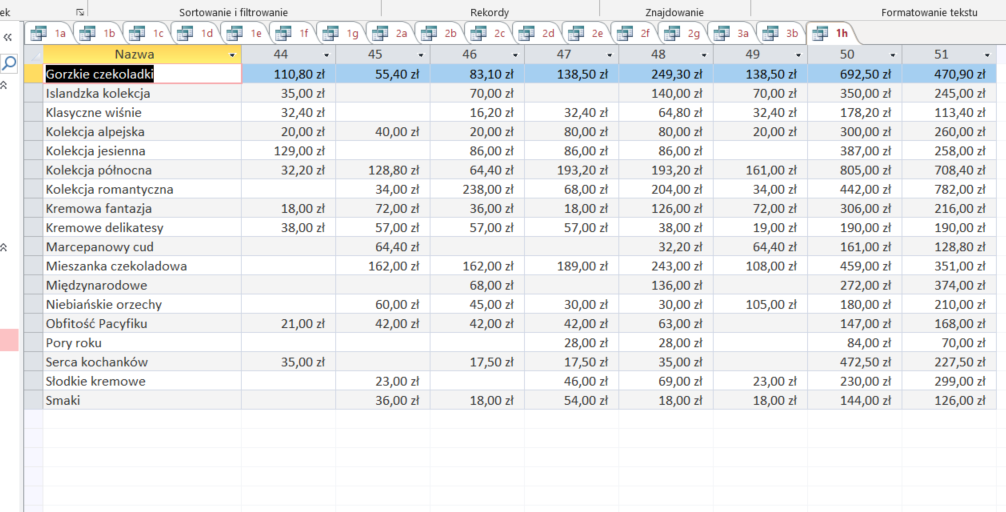 ek Sortowanie i filtrowanie Rekordy Znajdowanie Formatowanie tekstu
1a 1b 1c 1d 1e 1f 1g 2a 2b 2c 2d 2e 2f 2g 3a 3b 1h
Nazwa 44 45 46 47 48 49 50 51
Gorzkie czekoladki 110,80 zł 55,40 zł 83,10 zł 138,50 zł 249,30 zł 138,50 zł 692,50 zł 470,90 zł
Islandzka kolekcja 35,00 zł 70,00 zł 140,00 zł 70,00 zł 350,00 zł 245,00 zł
Klasyczne wiśnie 32,40 zł 16,20 zł 32,40 zł 64,80 zł 32,40 zł 178,20 zł 113,40 zł
Kolekcja alpejska 20,00 zł 40,00 zł 20,00 zł 80,00 zł 80,00 zł 20,00 zł 300,00 zł 260,00 zł
Kolekcja jesienna 129,00 zł 86,00 zł 86,00 zł 86,00 zł 387,00 zł 258,00 zł
Kolekcja północna 32,20 zł 128,80 zł 64,40 zł 193,20 zł 193,20 zł 161,00 zł 805,00 zł 708,40 zł
Kolekcja romantyczna 34,00 zł 238,00 zł 68,00 zł 204,00 zł 34,00 zł 442,00 zł 782,00 zł
Kremowa fantazja 18,00 zł 72,00 zł 36,00 zł 18,00 zł 126,00 zł 72,00 zł 306,00 zł 216,00 zł
Kremowe delikatesy 38,00 zł 57,00 zł 57,00 zł 57,00 zł 38,00 zł 19,00 zł 190,00 zł 190,00 zł
Marcepanowy cud 64,40 zł 32,20 zł 64,40 zł 161,00 zł 128,80 zł
Mieszanka czekoladowa 162,00 zł 162,00 zł 189,00 zł 243,00 zł 108,00 zł 459,00 zł 351,00 zł
Międzynarodowe 68,00 zł 136,00 zł 272,00 zł 374,00 zł
Niebiańskie orzechy 60,00 zł 45,00 zł 30,00 zł 30,00 zł 105,00 zł 180,00 zł 210,00 zł
Obfitość Pacyfiku 21,00 zł 42,00 zł 42,00 zł 42,00 zł 63,00 zł 147,00 zł 168,00 zł
Pory roku 28,00 zł 28,00 zł 84,00 zł 70,00 zł
Serca kochanków 35,00 zł 17,50 zł 17,50 zł 35,00 zł 472,50 zł 227,50 zł
Słodkie kremowe 23,00 zł 46,00 zł 69,00 zł 23,00 zł 230,00 zł 299,00 zł
Smaki 36,00 zł 18,00 zł 54,00 zł 18,00 zł 18,00 zł 144,00 zł 126,00 zł